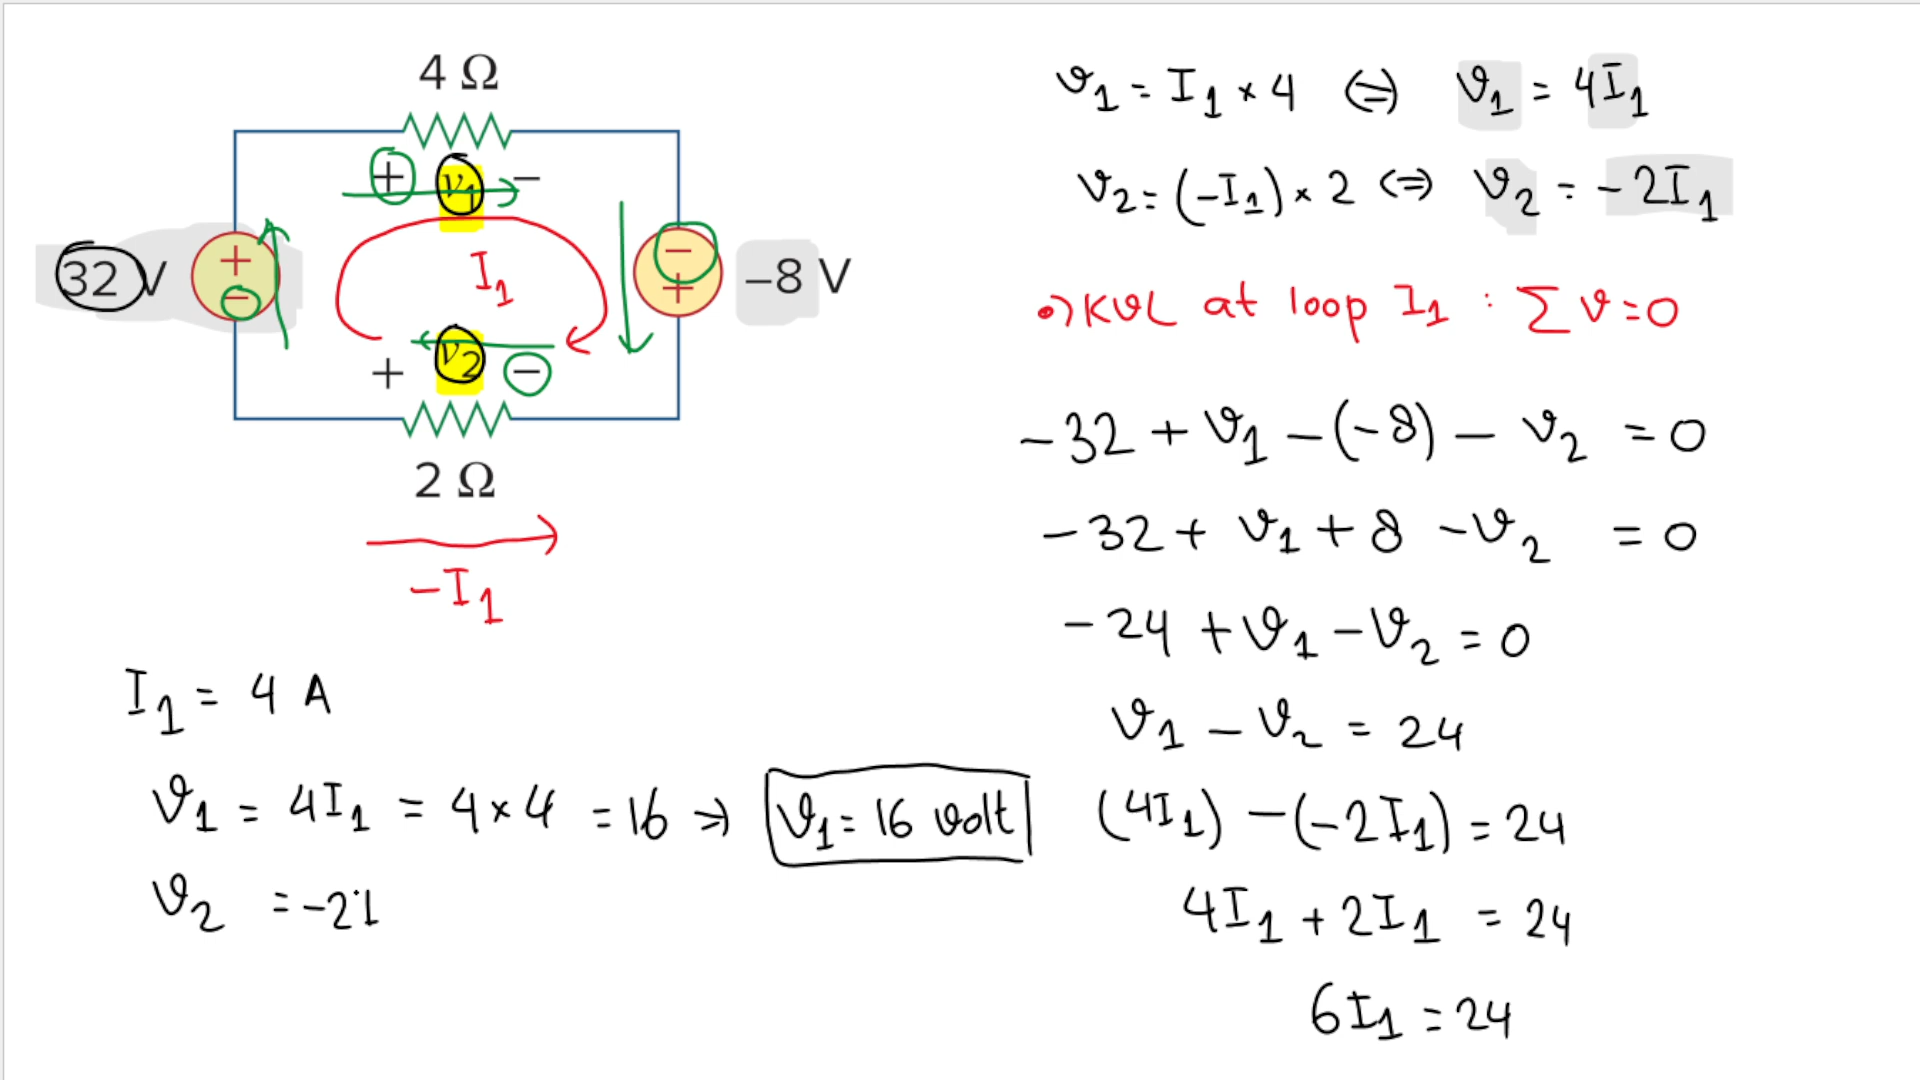 4 Ω
+ v1 −
32 V
+
−
I1
−
+
−8 V
+ v2 −
2 Ω
−I1
I1 = 4 A
v1 = 4I1 = 4 × 4 = 16 ⇒ v1 = 16 volt
v2 = −2I
v1 = I1 × 4 ⇔ v1 = 4I1
v2 = (−I1) × 2 ⇔ v2 = −2I1
•) KVL at loop I1 : Σ v = 0
−32 + v1 − (−8) − v2 = 0
−32 + v1 + 8 − v2 = 0
−24 + v1 − v2 = 0
v1 − v2 = 24
(4I1) − (−2I1) = 24
4I1 + 2I1 = 24
6I1 = 24